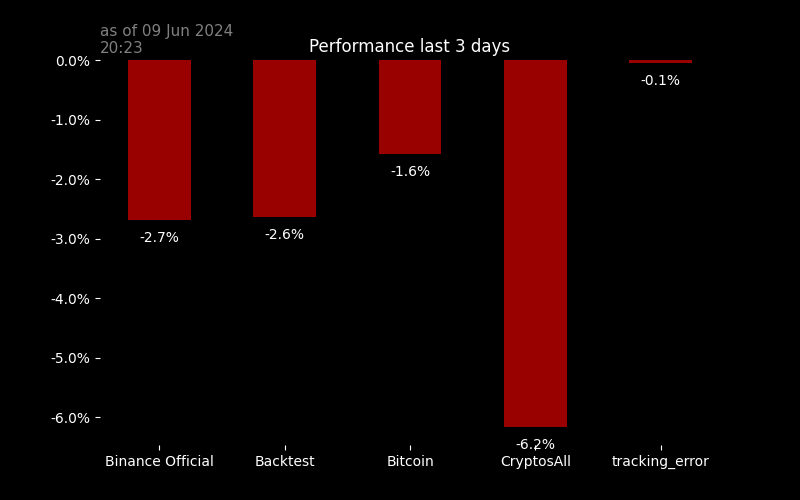 as of 09 Jun 2024
20:23
Performance last 3 days
0.0%
-1.0%
-2.0%
-3.0%
-4.0%
-5.0%
-6.0%
-2.7%
-2.6%
-1.6%
-6.2%
-0.1%
Binance Official
Backtest
Bitcoin
CryptosAll
tracking_error